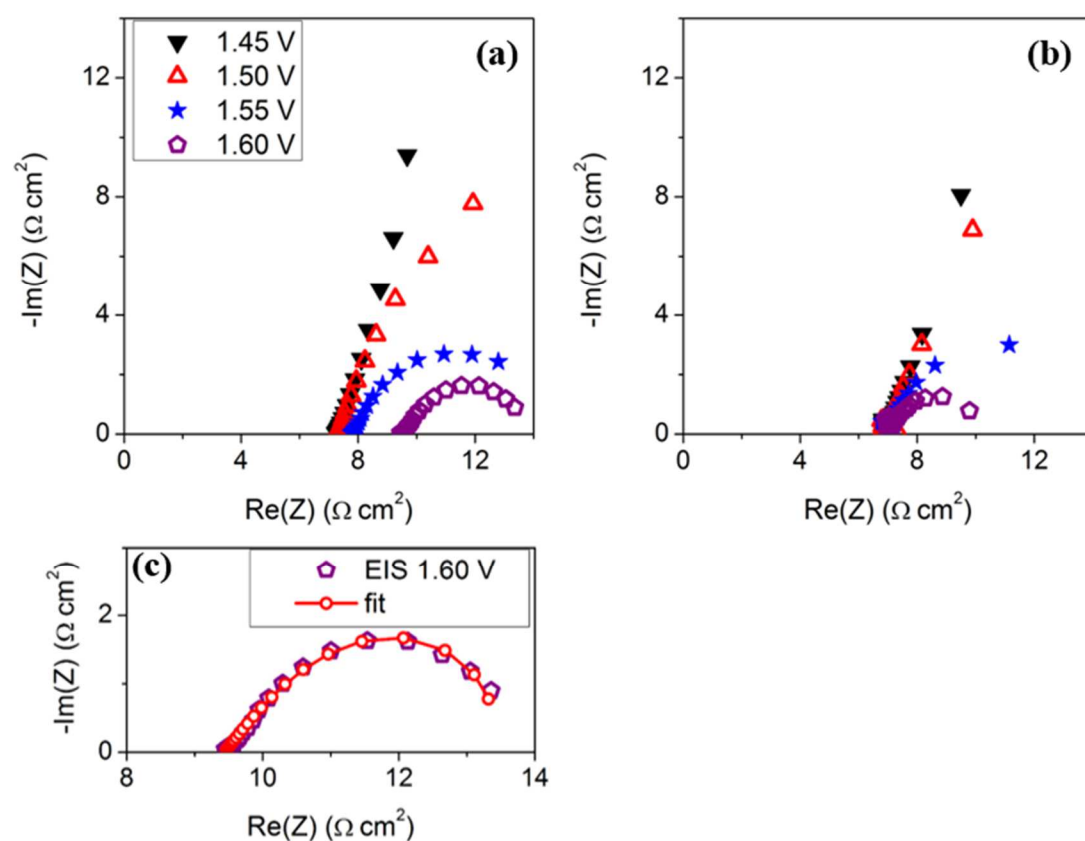 (a)
1.45 V
1.50 V
1.55 V
1.60 V
12
8
4
0
-Im(Z) (Ω cm²)
0 4 8 12
Re(Z) (Ω cm²)
(b)
12
8
4
0
-Im(Z) (Ω cm²)
0 4 8 12
Re(Z) (Ω cm²)
(c)
EIS 1.60 V
fit
2
0
-Im(Z) (Ω cm²)
8 10 12 14
Re(Z) (Ω cm²)